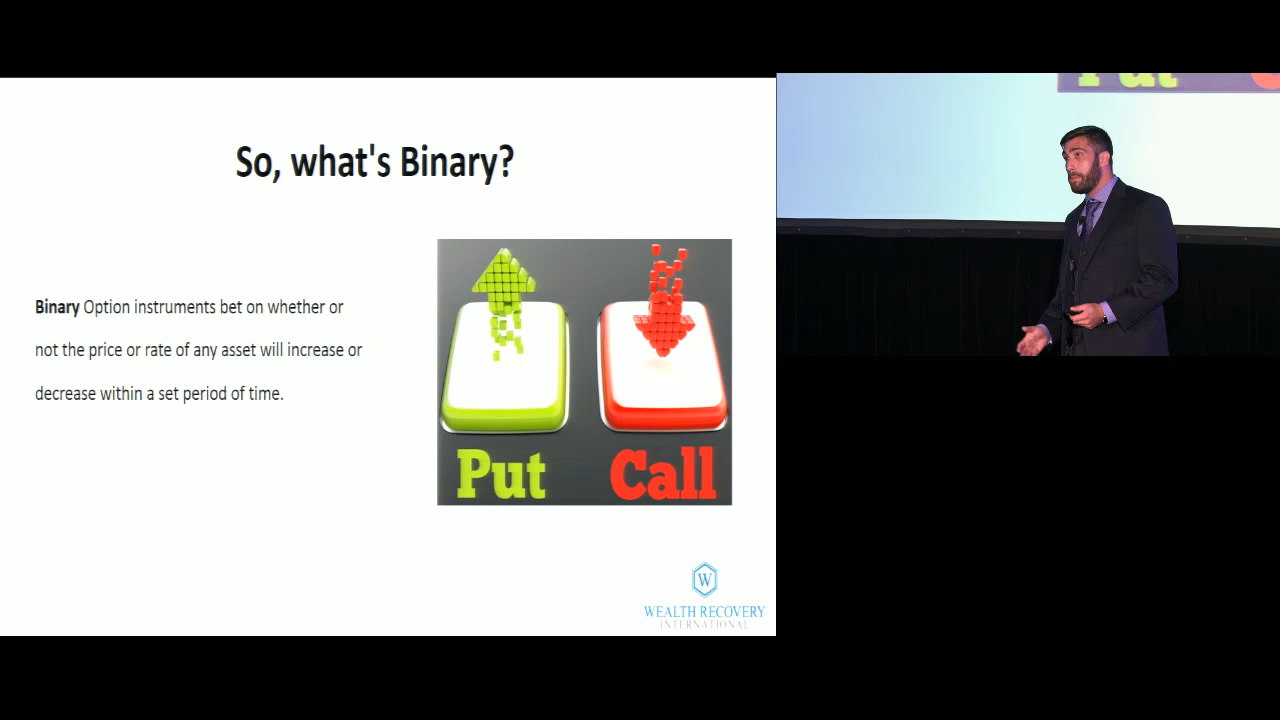 So, what's Binary?
Binary Option instruments bet on whether or
not the price or rate of any asset will increase or
decrease within a set period of time.
Put Call
W
WEALTH RECOVERY
INTERNATIONAL
Put